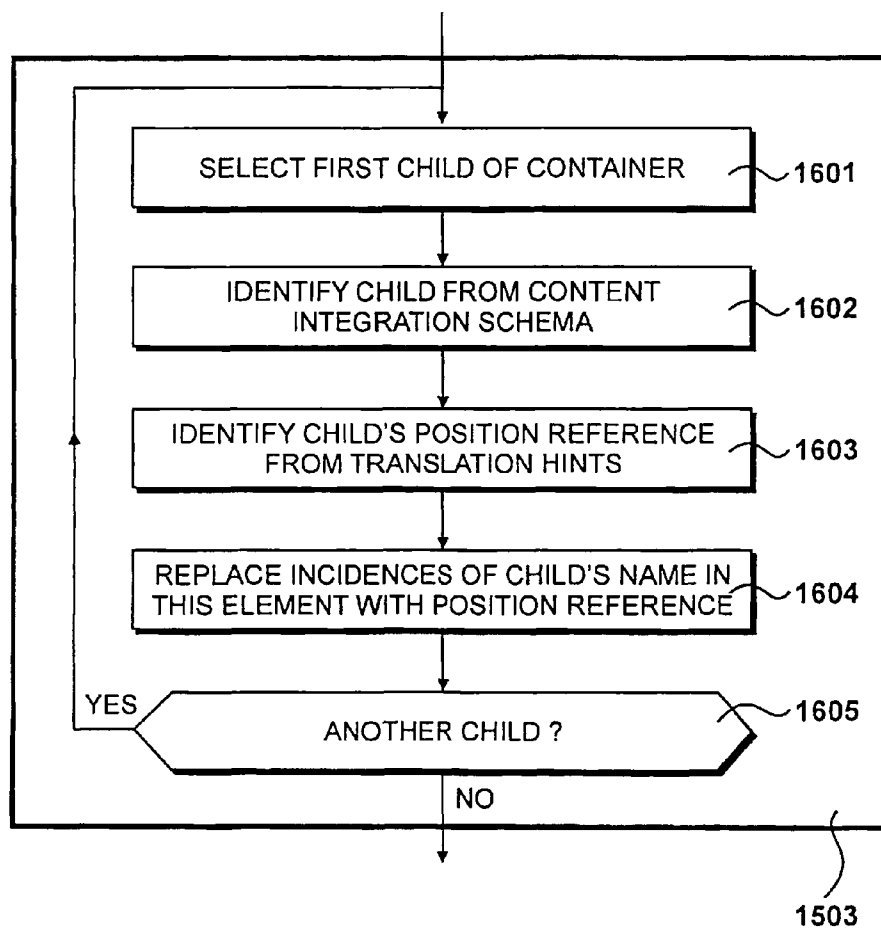 SELECT FIRST CHILD OF CONTAINER
1601
IDENTIFY CHILD FROM CONTENT
INTEGRATION SCHEMA
1602
IDENTIFY CHILD'S POSITION REFERENCE
FROM TRANSLATION HINTS
1603
REPLACE INCIDENCES OF CHILD'S NAME IN
THIS ELEMENT WITH POSITION REFERENCE
1604
YES
ANOTHER CHILD ?
1605
NO
1503